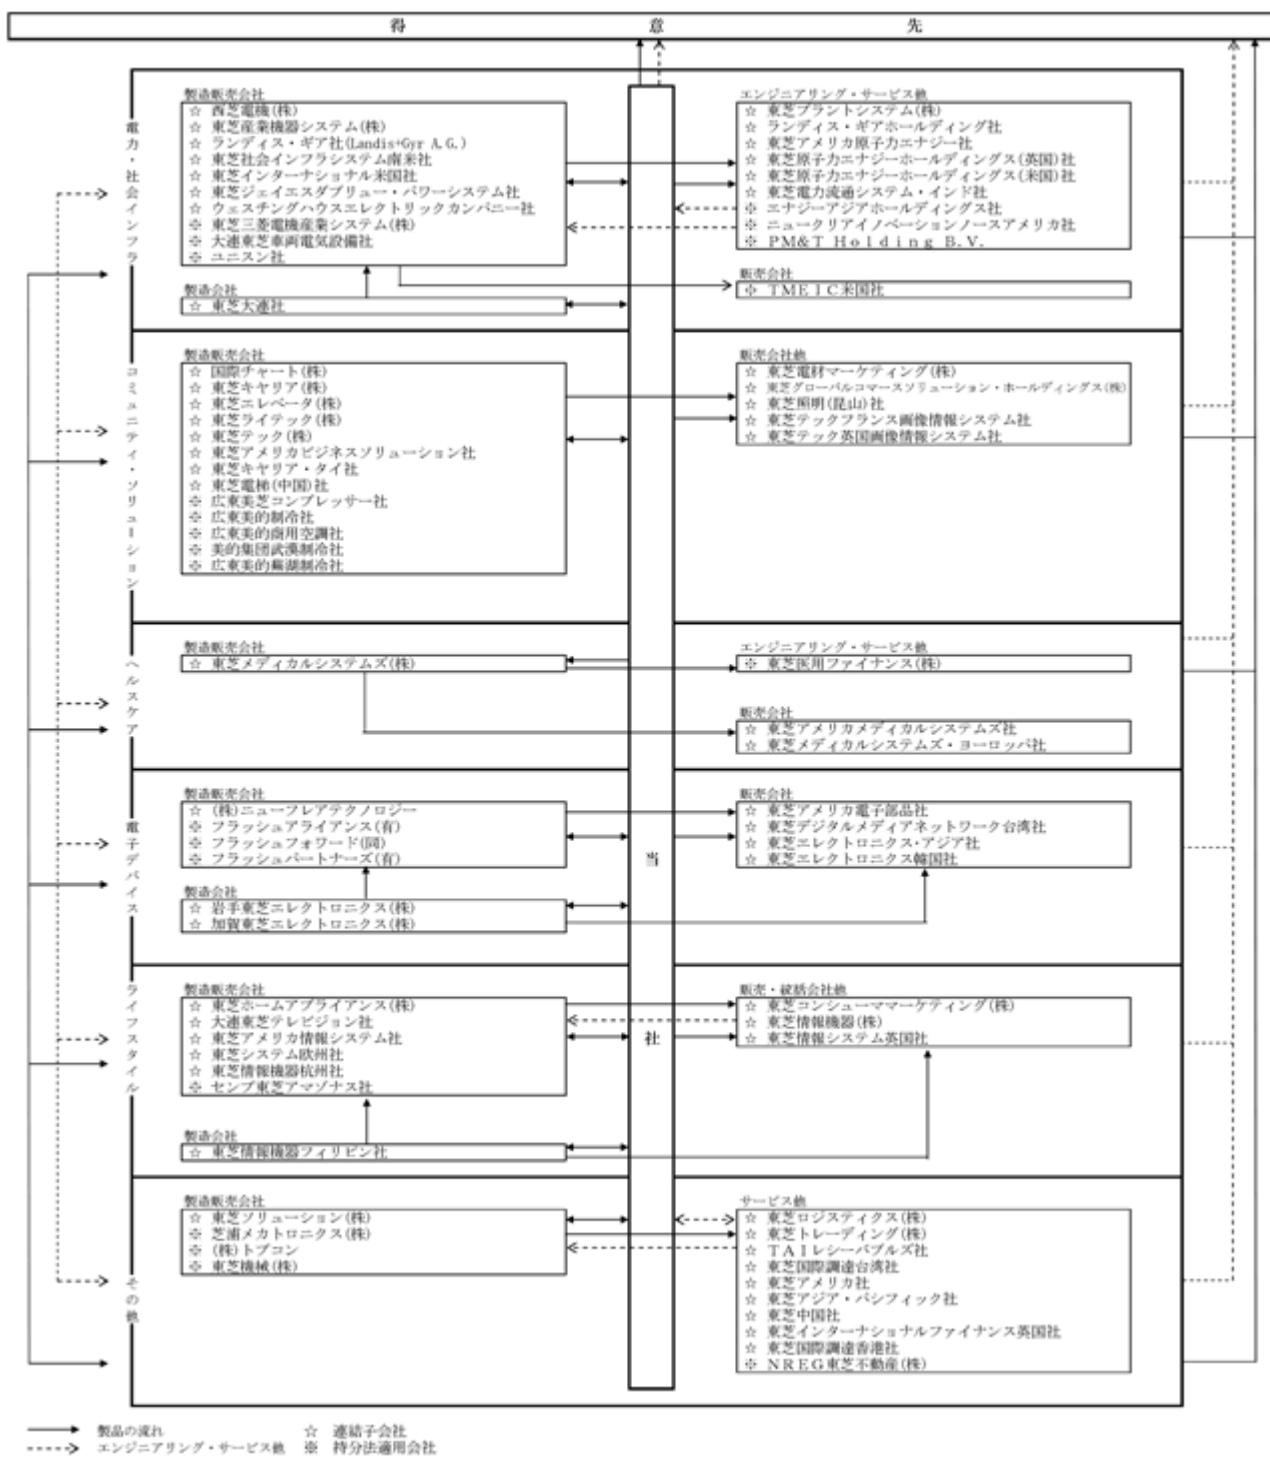 得意先
電力・社会インフラ
製造販売会社
☆ 西芝電機(株)
☆ 東芝産業機器システム(株)
☆ ランディス・ギア社(Landis+Gyr A.G.)
☆ 東芝社会インフラシステム南米社
☆ 東芝インターナショナル米国社
☆ 東芝ジェイエスダブリュー・パワーシステム社
☆ ウェスチングハウスエレクトリックカンパニー社
※ 東芝三菱電機産業システム(株)
※ 大連東芝車両電気設備社
※ ユニスン社
製造会社
☆ 東芝大連社
エンジニアリング・サービス他
☆ 東芝プラントシステム(株)
☆ ランディス・ギアホールディング社
☆ 東芝アメリカ原子力エナジー社
☆ 東芝原子力エナジーホールディングス(英国)社
☆ 東芝原子力エナジーホールディングス(米国)社
☆ 東芝電力流通システム・インド社
※ エナジーアジアホールディングス社
※ ニュークリアイノベーションノースアメリカ社
※ PM&T Holding B.V.
販売会社
※ TMEIC米国社
コミュニティ・ソリューション
製造販売会社
☆ 国際チャート(株)
☆ 東芝キヤリア(株)
☆ 東芝エレベータ(株)
☆ 東芝ライテック(株)
☆ 東芝テック(株)
☆ 東芝アメリカビジネスソリューション社
☆ 東芝キヤリア・タイ社
☆ 東芝電梯(中国)社
※ 広東美芝コンプレッサー社
※ 広東美的制冷社
※ 広東美的商用空調社
※ 美的集団武漢制冷社
※ 広東美的蕪湖制冷社
販売会社他
☆ 東芝電材マーケティング(株)
☆ 東芝グローバルコマースソリューション・ホールディングス(株)
☆ 東芝照明(昆山)社
☆ 東芝テックフランス画像情報システム社
☆ 東芝テック英国画像情報システム社
ヘルスケア
製造販売会社
☆ 東芝メディカルシステムズ(株)
エンジニアリング・サービス他
※ 東芝医用ファイナンス(株)
販売会社
☆ 東芝アメリカメディカルシステムズ社
☆ 東芝メディカルシステムズ・ヨーロッパ社
電子デバイス
製造販売会社
☆ (株)ニューフレアテクノロジー
※ フラッシュアライアンス(有)
※ フラッシュフォワード(同)
※ フラッシュパートナーズ(有)
製造会社
☆ 岩手東芝エレクトロニクス(株)
☆ 加賀東芝エレクトロニクス(株)
当社
販売会社
☆ 東芝アメリカ電子部品社
☆ 東芝デジタルメディアネットワーク台湾社
☆ 東芝エレクトロニクス・アジア社
☆ 東芝エレクトロニクス韓国社
ライフスタイル
製造販売会社
☆ 東芝ホームアプライアンス(株)
☆ 大連東芝テレビジョン社
☆ 東芝アメリカ情報システム社
☆ 東芝システム欧州社
☆ 東芝情報機器杭州社
※ センプ東芝アマゾナス社
製造会社
☆ 東芝情報機器フィリピン社
販売・統括会社他
☆ 東芝コンシューママーケティング(株)
☆ 東芝情報機器(株)
☆ 東芝情報システム英国社
その他
製造販売会社
☆ 東芝ソリューション(株)
※ 芝浦メカトロニクス(株)
※ (株)トプコン
※ 東芝機械(株)
サービス他
☆ 東芝ロジスティクス(株)
☆ 東芝トレーディング(株)
☆ TAIレシーバブルズ社
☆ 東芝国際調達台湾社
☆ 東芝アメリカ社
☆ 東芝アジア・パシフィック社
☆ 東芝中国社
☆ 東芝インターナショナルファイナンス英国社
☆ 東芝国際調達香港社
※ NREG東芝不動産(株)
製品の流れ ☆ 連結子会社
エンジニアリング・サービス他 ※ 持分法適用会社